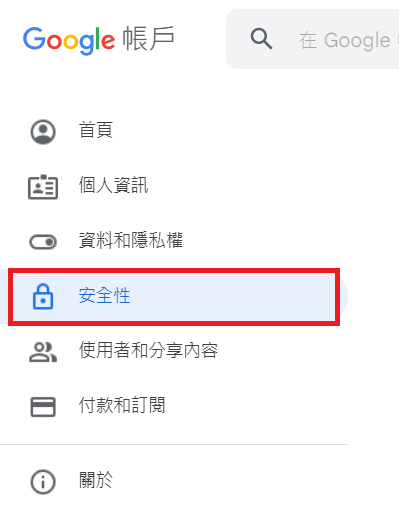 Google 帳戶
在 Google
首頁
個人資訊
資料和隱私權
安全性
使用者和分享內容
付款和訂閱
關於